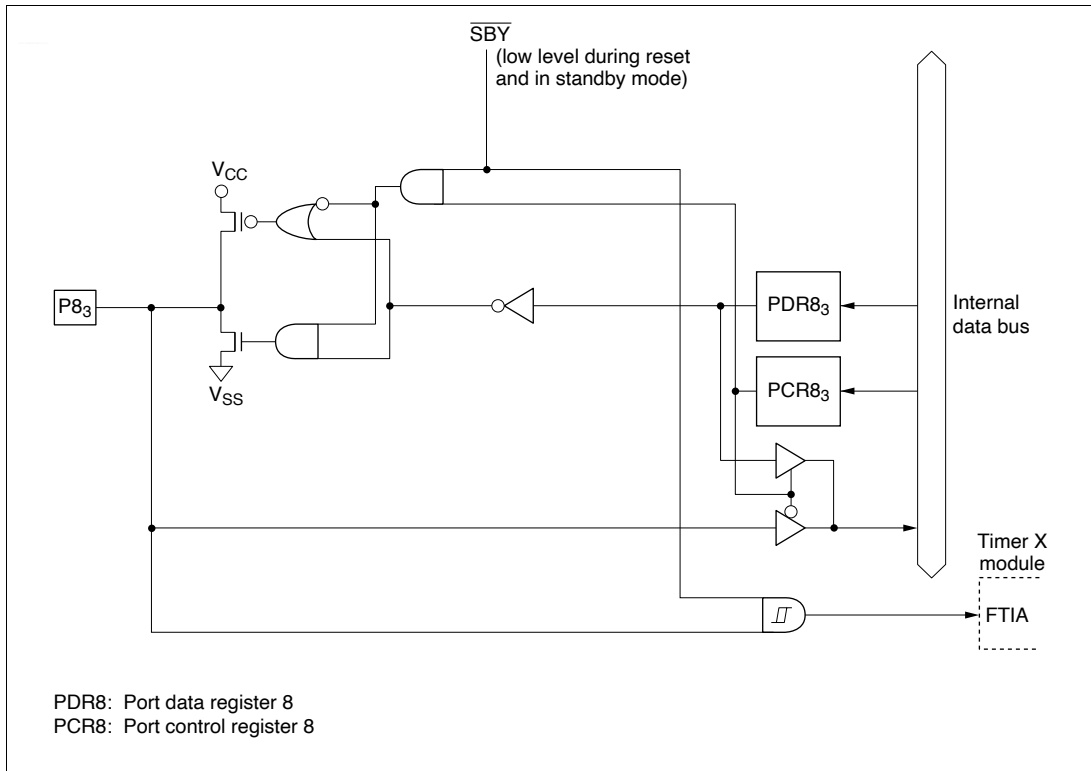 S̅B̅Y̅
(low level during reset
and in standby mode)
VCC
P83
VSS
PDR83
PCR83
Internal
data bus
Timer X
module
FTIA
PDR8: Port data register 8
PCR8: Port control register 8